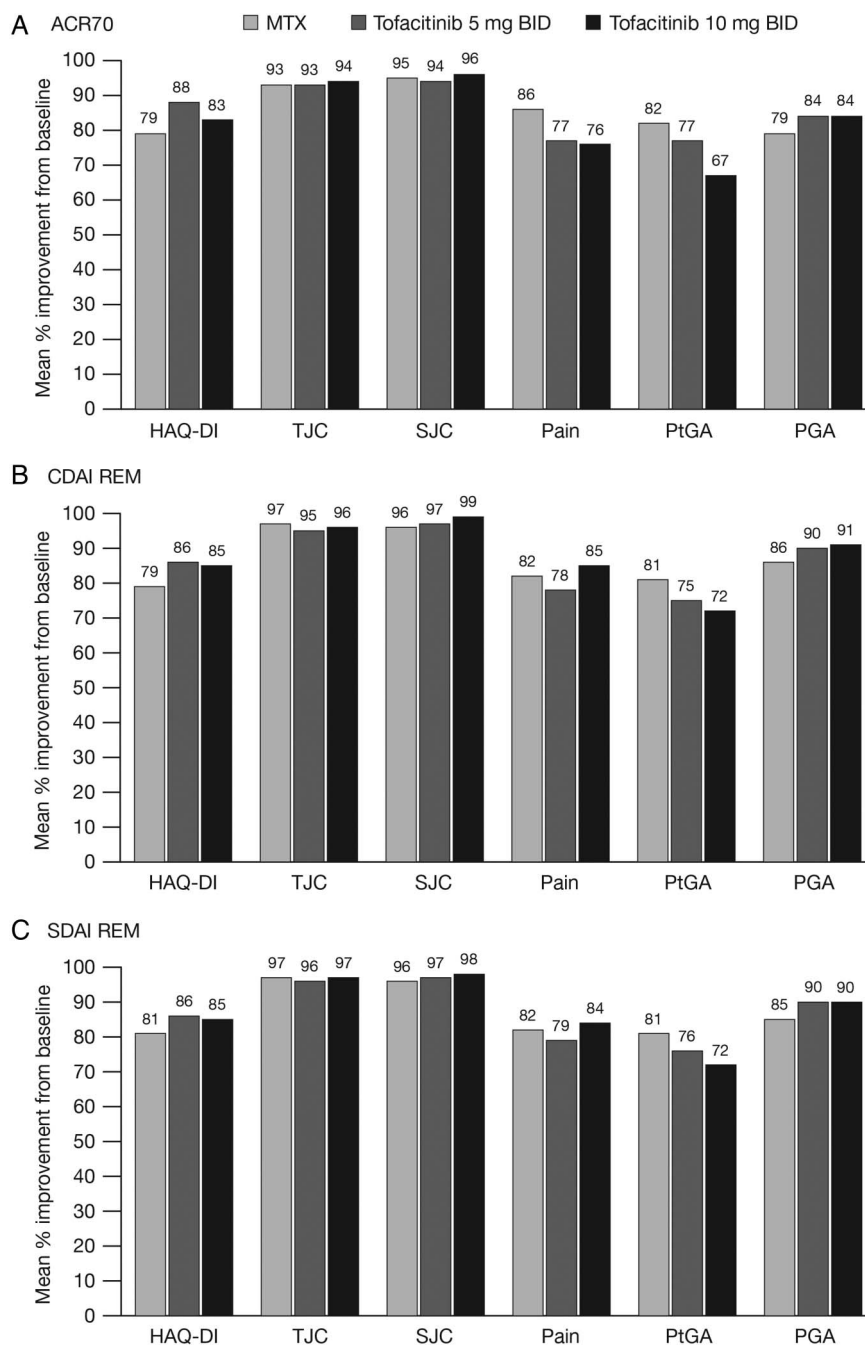 A ACR70 MTX Tofacitinib 5 mg BID Tofacitinib 10 mg BID
Mean % improvement from baseline
100
90
80
70
60
50
40
30
20
10
0
79 88 83 93 93 94 95 94 96 86 77 76 82 77 67 79 84 84
HAQ-DI TJC SJC Pain PtGA PGA
B CDAI REM
Mean % improvement from baseline
100
90
80
70
60
50
40
30
20
10
0
79 86 85 97 95 96 96 97 99 82 78 85 81 75 72 86 90 91
HAQ-DI TJC SJC Pain PtGA PGA
C SDAI REM
Mean % improvement from baseline
100
90
80
70
60
50
40
30
20
10
0
81 86 85 97 96 97 96 97 98 82 79 84 81 76 72 85 90 90
HAQ-DI TJC SJC Pain PtGA PGA